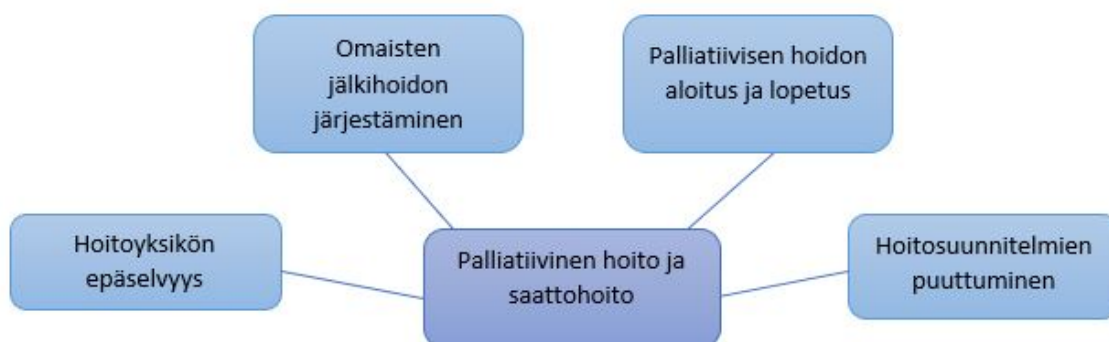 Omaisten
jälkihoidon
järjestäminen
Palliatiivisen hoidon
aloitus ja lopetus
Hoitoyksikön
epäselvyys
Palliatiivinen hoito ja
saattohoito
Hoitosuunnitelmien
puuttuminen